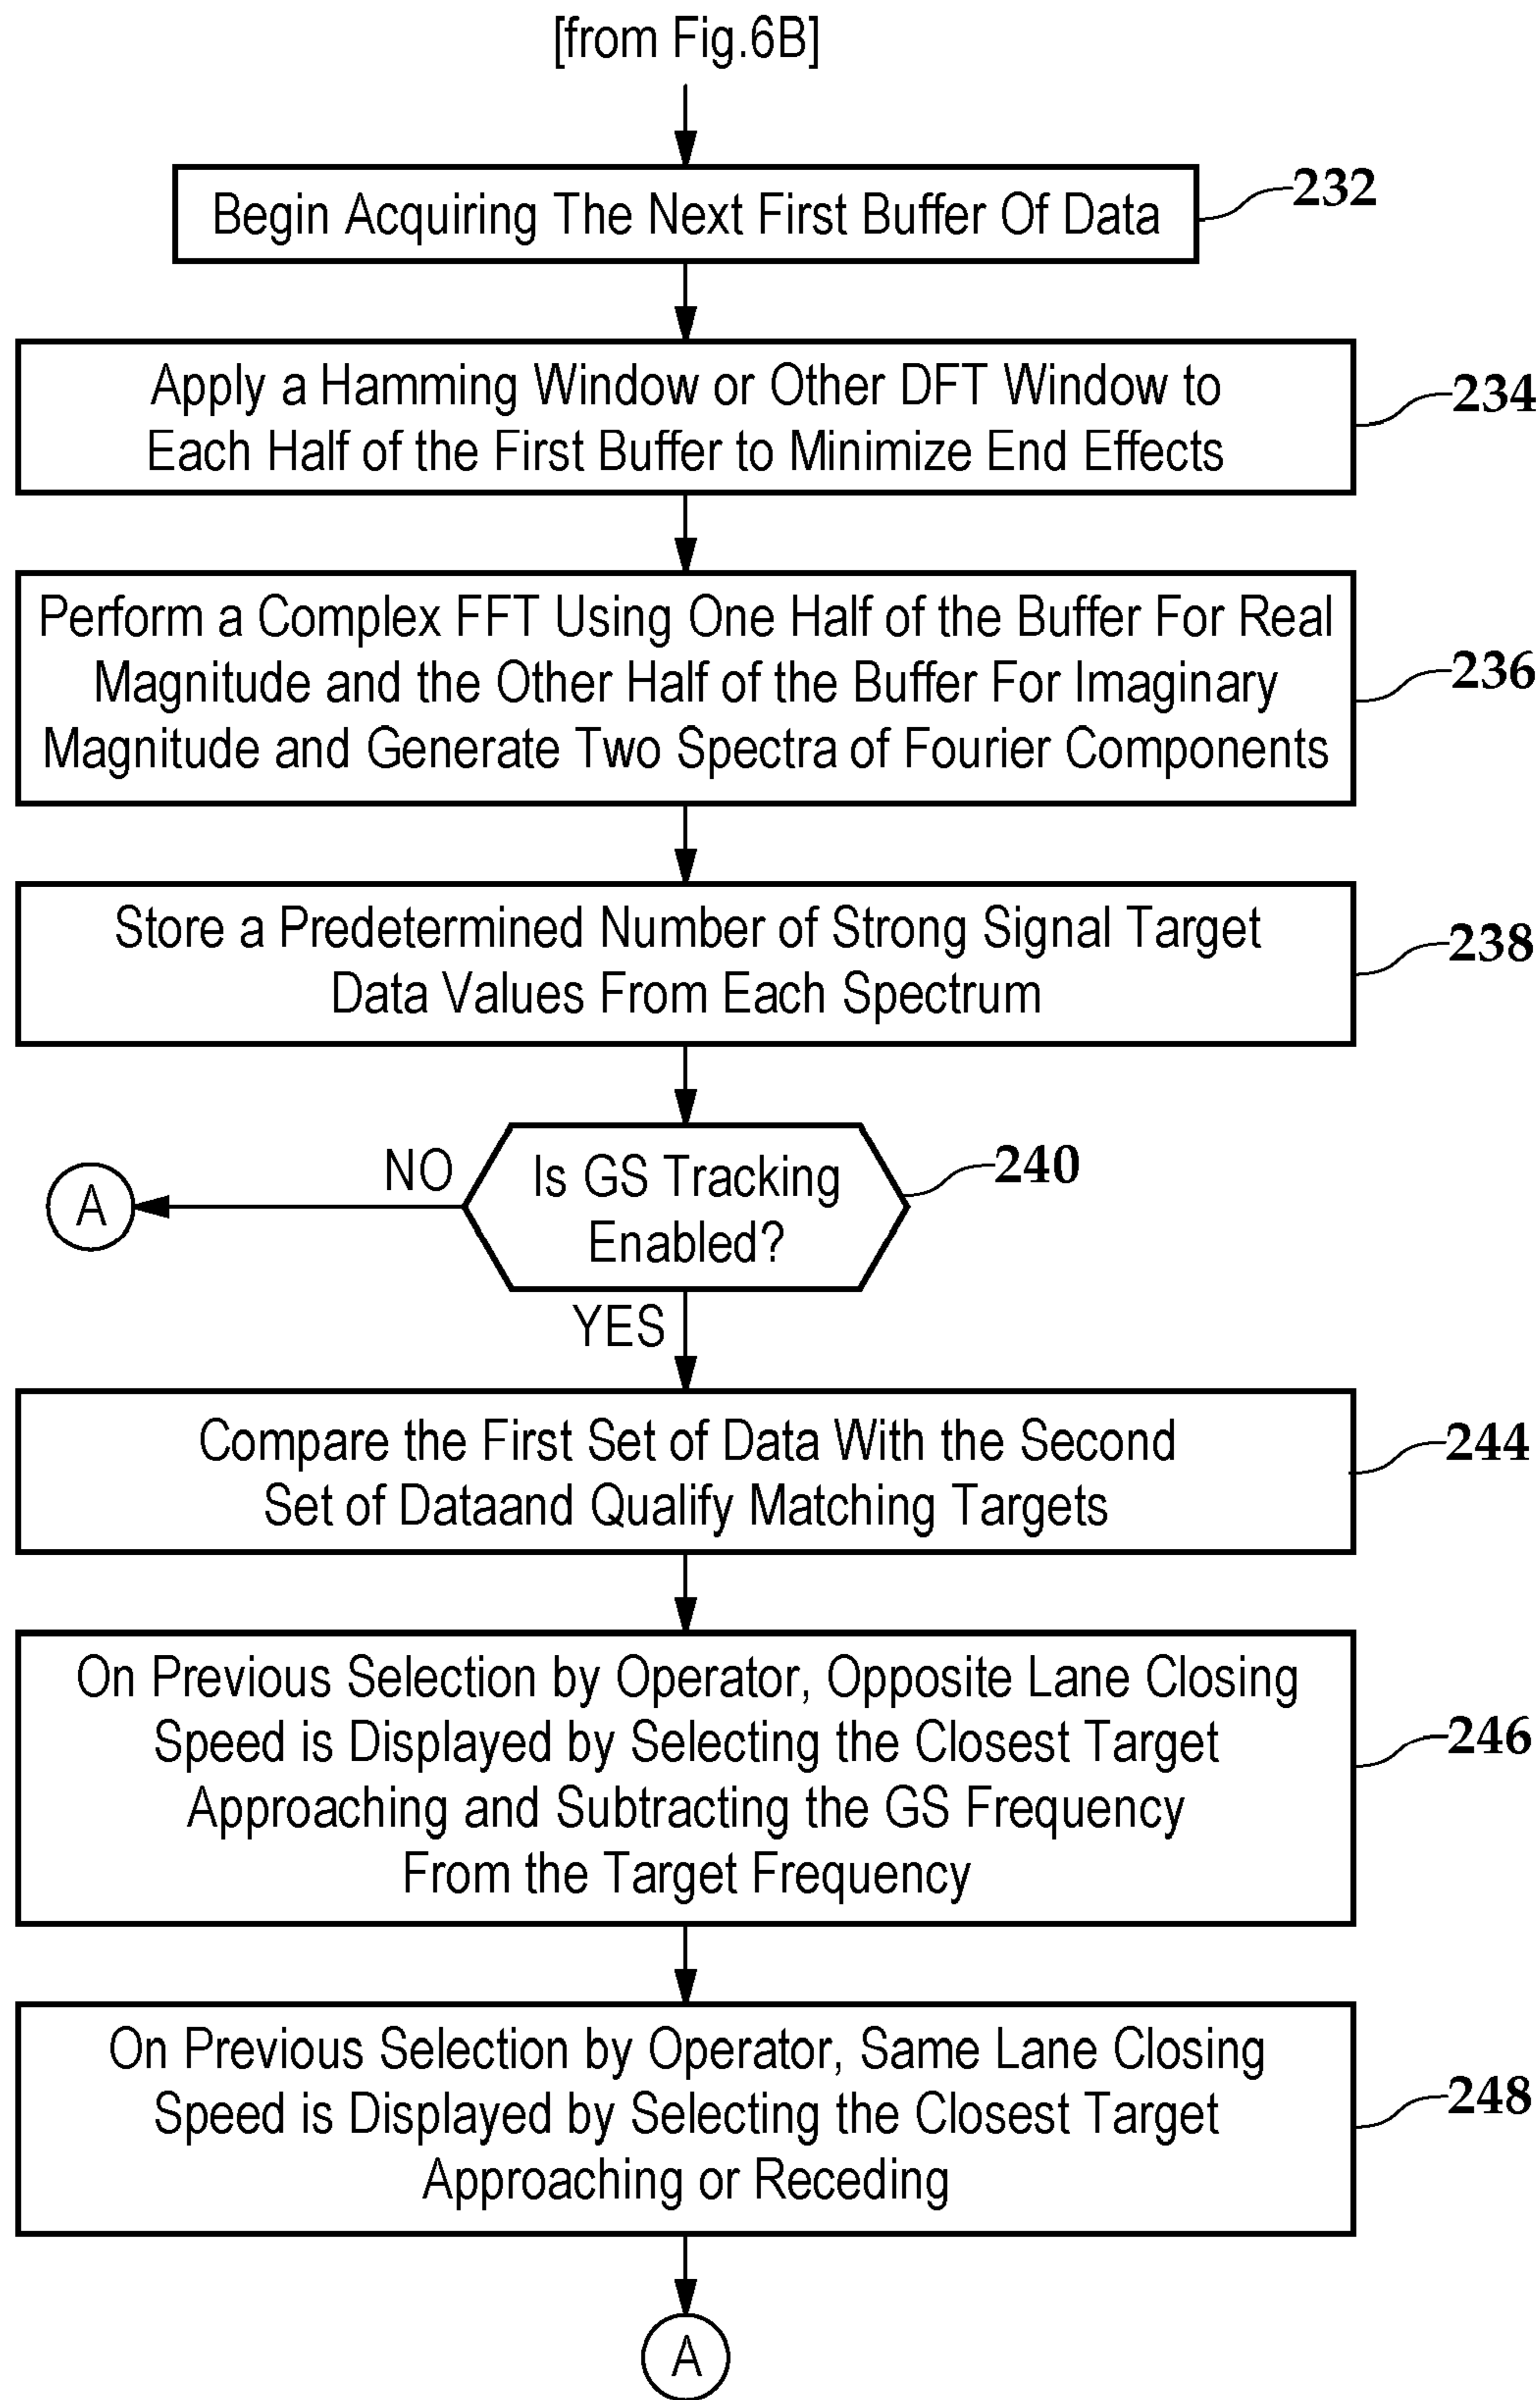 [from Fig.6B]
Begin Acquiring The Next First Buffer Of Data
232
Apply a Hamming Window or Other DFT Window to
Each Half of the First Buffer to Minimize End Effects
234
Perform a Complex FFT Using One Half of the Buffer For Real
Magnitude and the Other Half of the Buffer For Imaginary
Magnitude and Generate Two Spectra of Fourier Components
236
Store a Predetermined Number of Strong Signal Target
Data Values From Each Spectrum
238
Is GS Tracking
Enabled?
240
NO
A
YES
Compare the First Set of Data With the Second
Set of Dataand Qualify Matching Targets
244
On Previous Selection by Operator, Opposite Lane Closing
Speed is Displayed by Selecting the Closest Target
Approaching and Subtracting the GS Frequency
From the Target Frequency
246
On Previous Selection by Operator, Same Lane Closing
Speed is Displayed by Selecting the Closest Target
Approaching or Receding
248
A